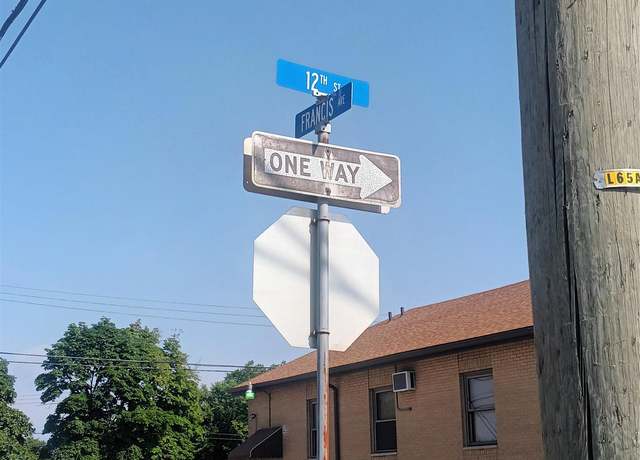 12TH ST
FRANCIS AVE
ONE WAY
L65A